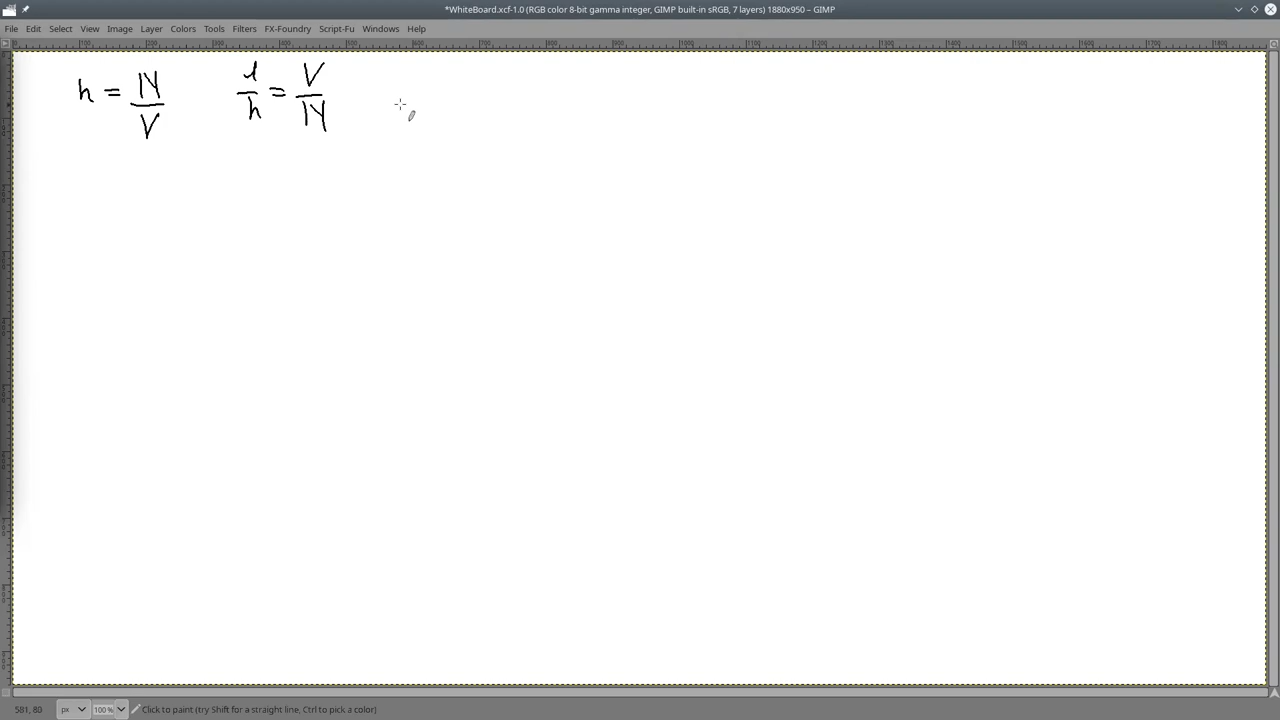 *WhiteBoard.xcf-1.0 (RGB color 8-bit gamma integer, GIMP built-in sRGB, 7 layers) 1880x950 – GIMP
File Edit Select View Image Layer Colors Tools Filters FX-Foundry Script-Fu Windows Help
h = N/V 1/h = V/N
581, 80 px 100% Click to paint (try Shift for a straight line, Ctrl to pick a color)